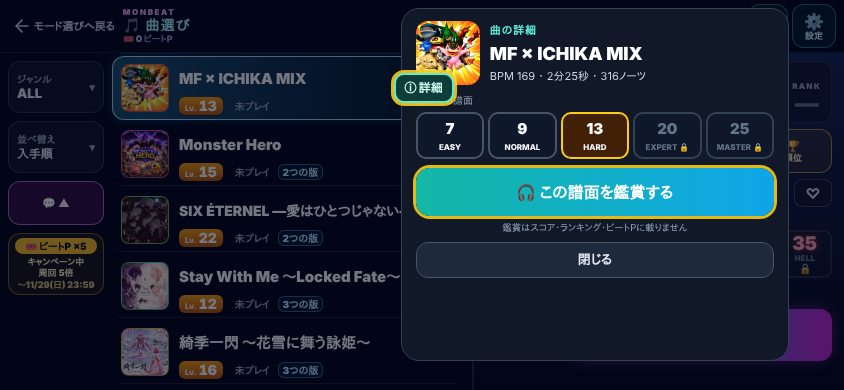 モード選びへ戻る
MONBEAT
🎵 曲選び
🎟 0 ビートP
設定
ジャンル
ALL
▼
並べ替え
入手順
▼
💬 ▲
🎟 ビートP ×5
キャンペーン中
周回 5倍
〜11/29(日) 23:59
MF × ICHIKA MIX
Lv. 13 未プレイ
Monster Hero
Lv. 15 未プレイ 2つの版
SIX ÉTERNEL —愛はひとつじゃない
Lv. 22 未プレイ 2つの版
Stay With Me 〜Locked Fate〜
Lv. 12 未プレイ 3つの版
綺季一閃 〜花雪に舞う詠姫〜
Lv. 16 未プレイ 3つの版
曲の詳細
MF × ICHIKA MIX
BPM 169・2分25秒・316ノーツ
ⓘ 詳細
譜面
7 EASY
9 NORMAL
13 HARD
20 EXPERT 🔒
25 MASTER 🔒
🎧 この譜面を鑑賞する
鑑賞はスコア・ランキング・ビートPに載りません
閉じる
RANK
位
35
HELL
🔒